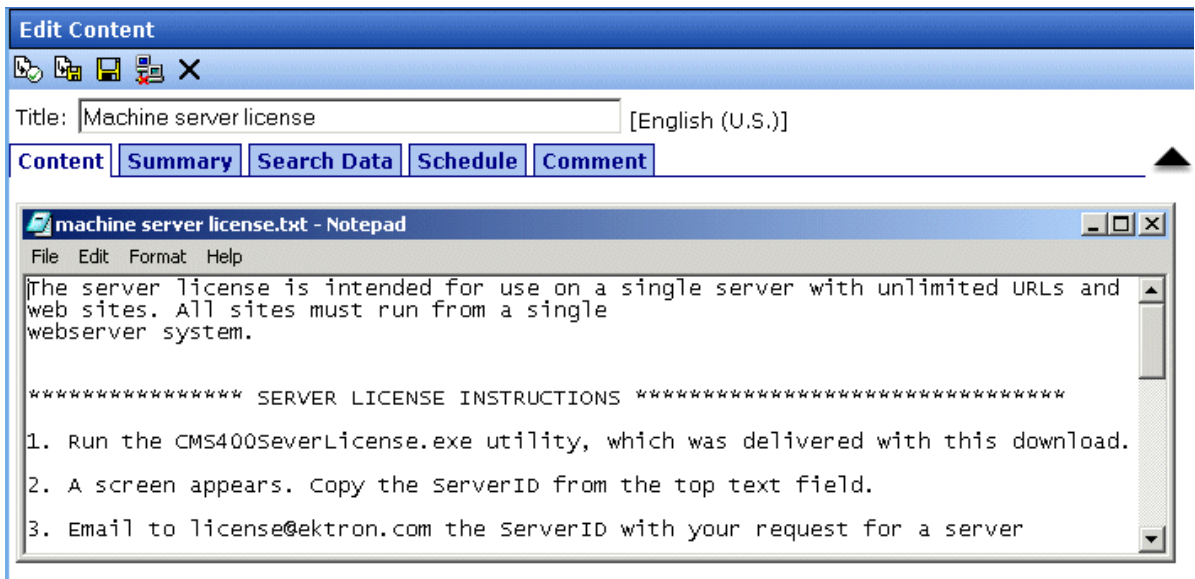 Edit Content
Title: Machine server license [English (U.S.)]
Content Summary Search Data Schedule Comment
machine server license.txt - Notepad
File Edit Format Help
The server license is intended for use on a single server with unlimited URLs and
web sites. All sites must run from a single
webserver system.
**************** SERVER LICENSE INSTRUCTIONS ********************************
1. Run the CMS400SeverLicense.exe utility, which was delivered with this download.
2. A screen appears. Copy the ServerID from the top text field.
3. Email to license@ektron.com the ServerID with your request for a server